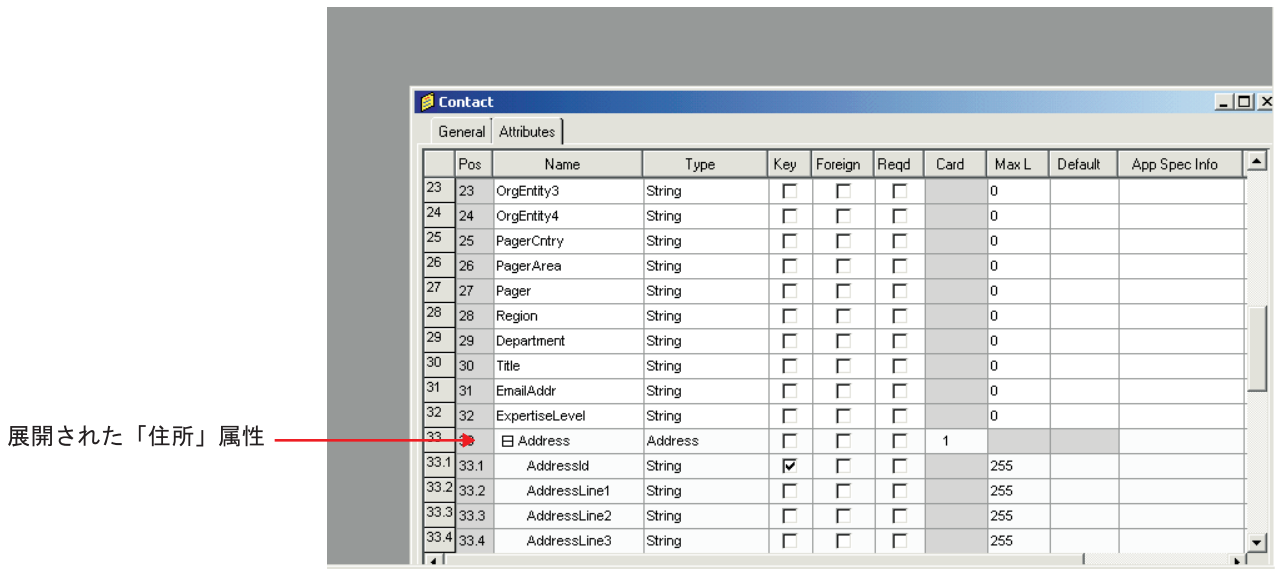 Contact
General Attributes
Pos Name Type Key Foreign Reqd Card Max L Default App Spec Info
23 23 OrgEntity3 String 0
24 24 OrgEntity4 String 0
25 25 PagerCntry String 0
26 26 PagerArea String 0
27 27 Pager String 0
28 28 Region String 0
29 29 Department String 0
30 30 Title String 0
31 31 EmailAddr String 0
32 32 ExpertiseLevel String 0
展開された「住所」属性
33 Address Address 1
33.1 33.1 AddressId String 255
33.2 33.2 AddressLine1 String 255
33.3 33.3 AddressLine2 String 255
33.4 33.4 AddressLine3 String 255